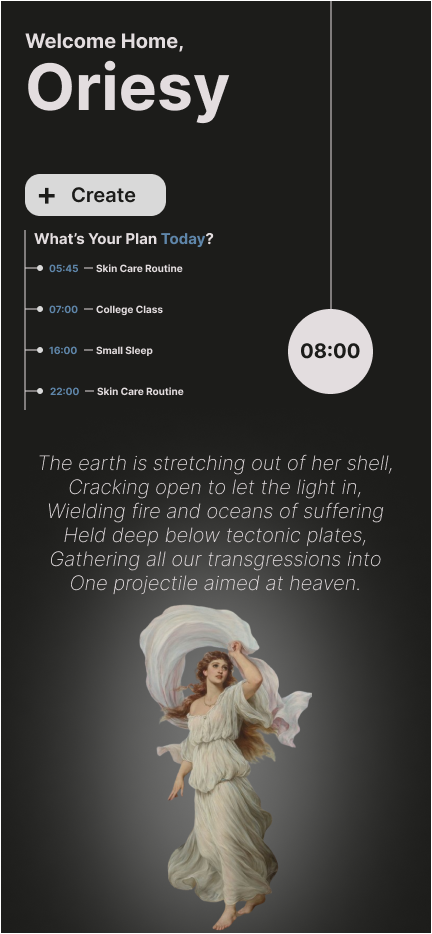 Welcome Home,
Oriesy
+ Create
What's Your Plan Today?
05:45 — Skin Care Routine
07:00 — College Class
16:00 — Small Sleep
22:00 — Skin Care Routine
08:00
The earth is stretching out of her shell,
Cracking open to let the light in,
Wielding fire and oceans of suffering
Held deep below tectonic plates,
Gathering all our transgressions into
One projectile aimed at heaven.